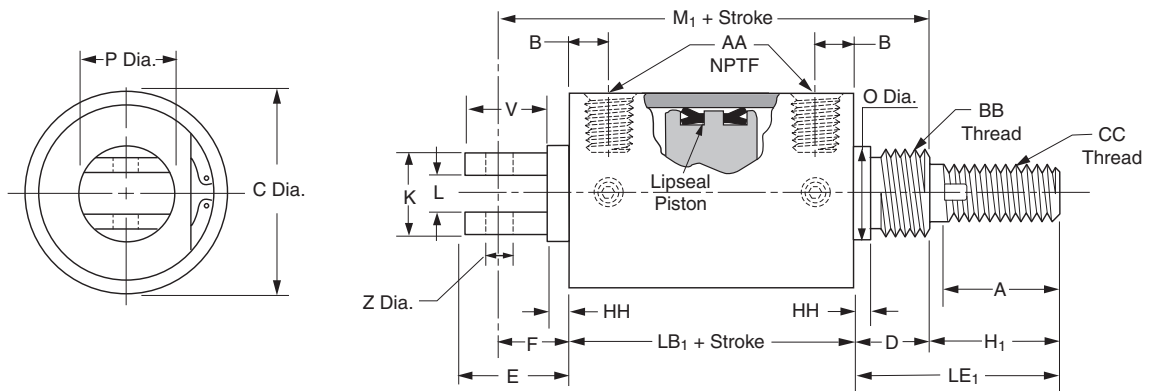 M1 + Stroke
B
AA
NPTF
B
P Dia.
O Dia.
BB
Thread
CC
Thread
V
C Dia.
K
L
Lipseal
Piston
Z Dia.
HH
HH
A
F
LB1 + Stroke
D
H1
E
LE1